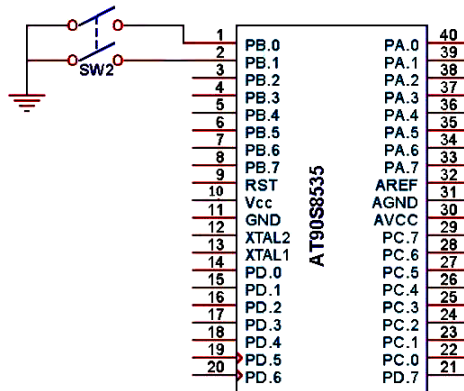 1 PB.0 PA.0 40
2 PB.1 PA.1 39
SW2
3 PB.2 PA.2 38
4 PB.3 PA.3 37
5 PB.4 PA.4 36
6 PB.5 PA.5 35
7 PB.6 PA.6 34
8 PB.7 PA.7 33
9 RST AREF 32
10 Vcc AGND 31
11 GND AVCC 30
12 XTAL2 PC.7 29
13 XTAL1 PC.6 28
14 PD.0 PC.5 27
15 PD.1 PC.4 26
16 PD.2 PC.3 25
17 PD.3 PC.2 24
18 PD.4 PC.1 23
19 PD.5 PC.0 22
20 PD.6 PD.7 21
AT90S8535